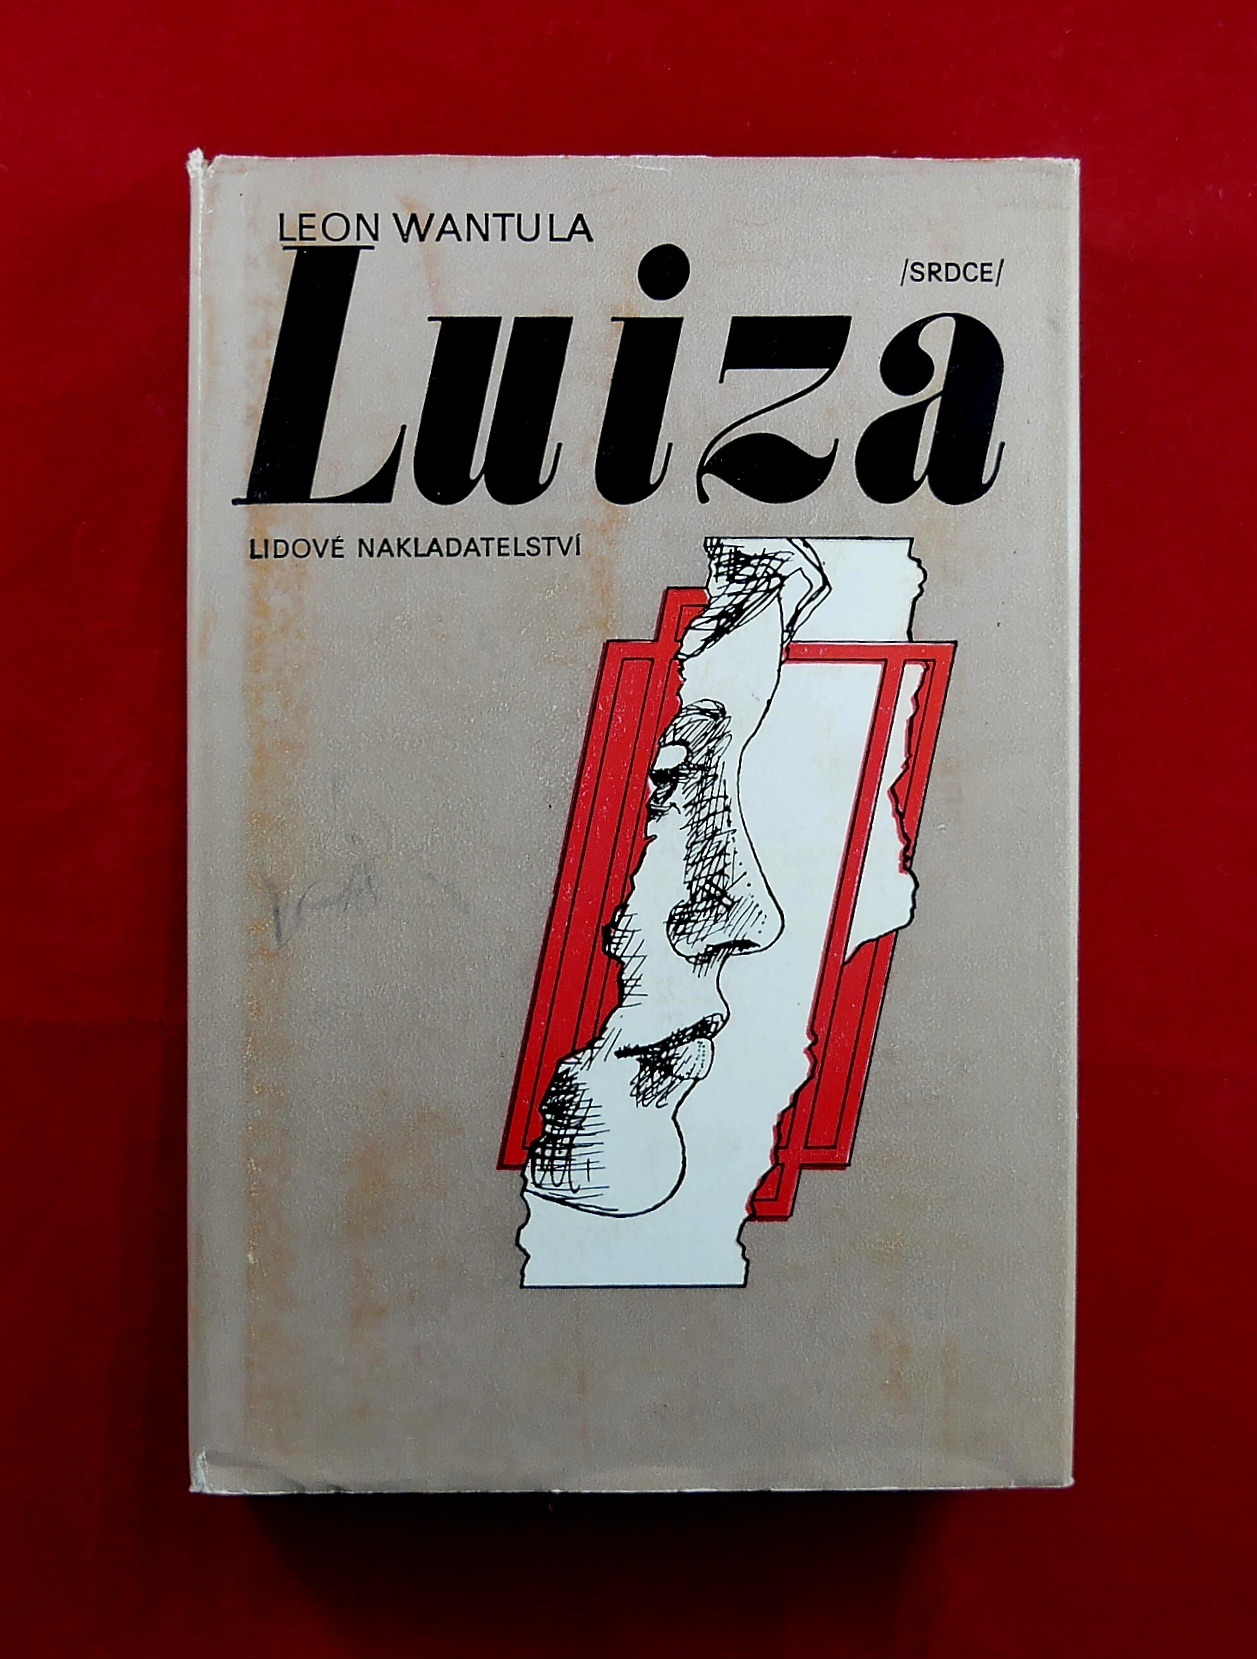 LEON WANTULA
/SRDCE/
Luiza
LIDOVÉ NAKLADATELSTVÍ